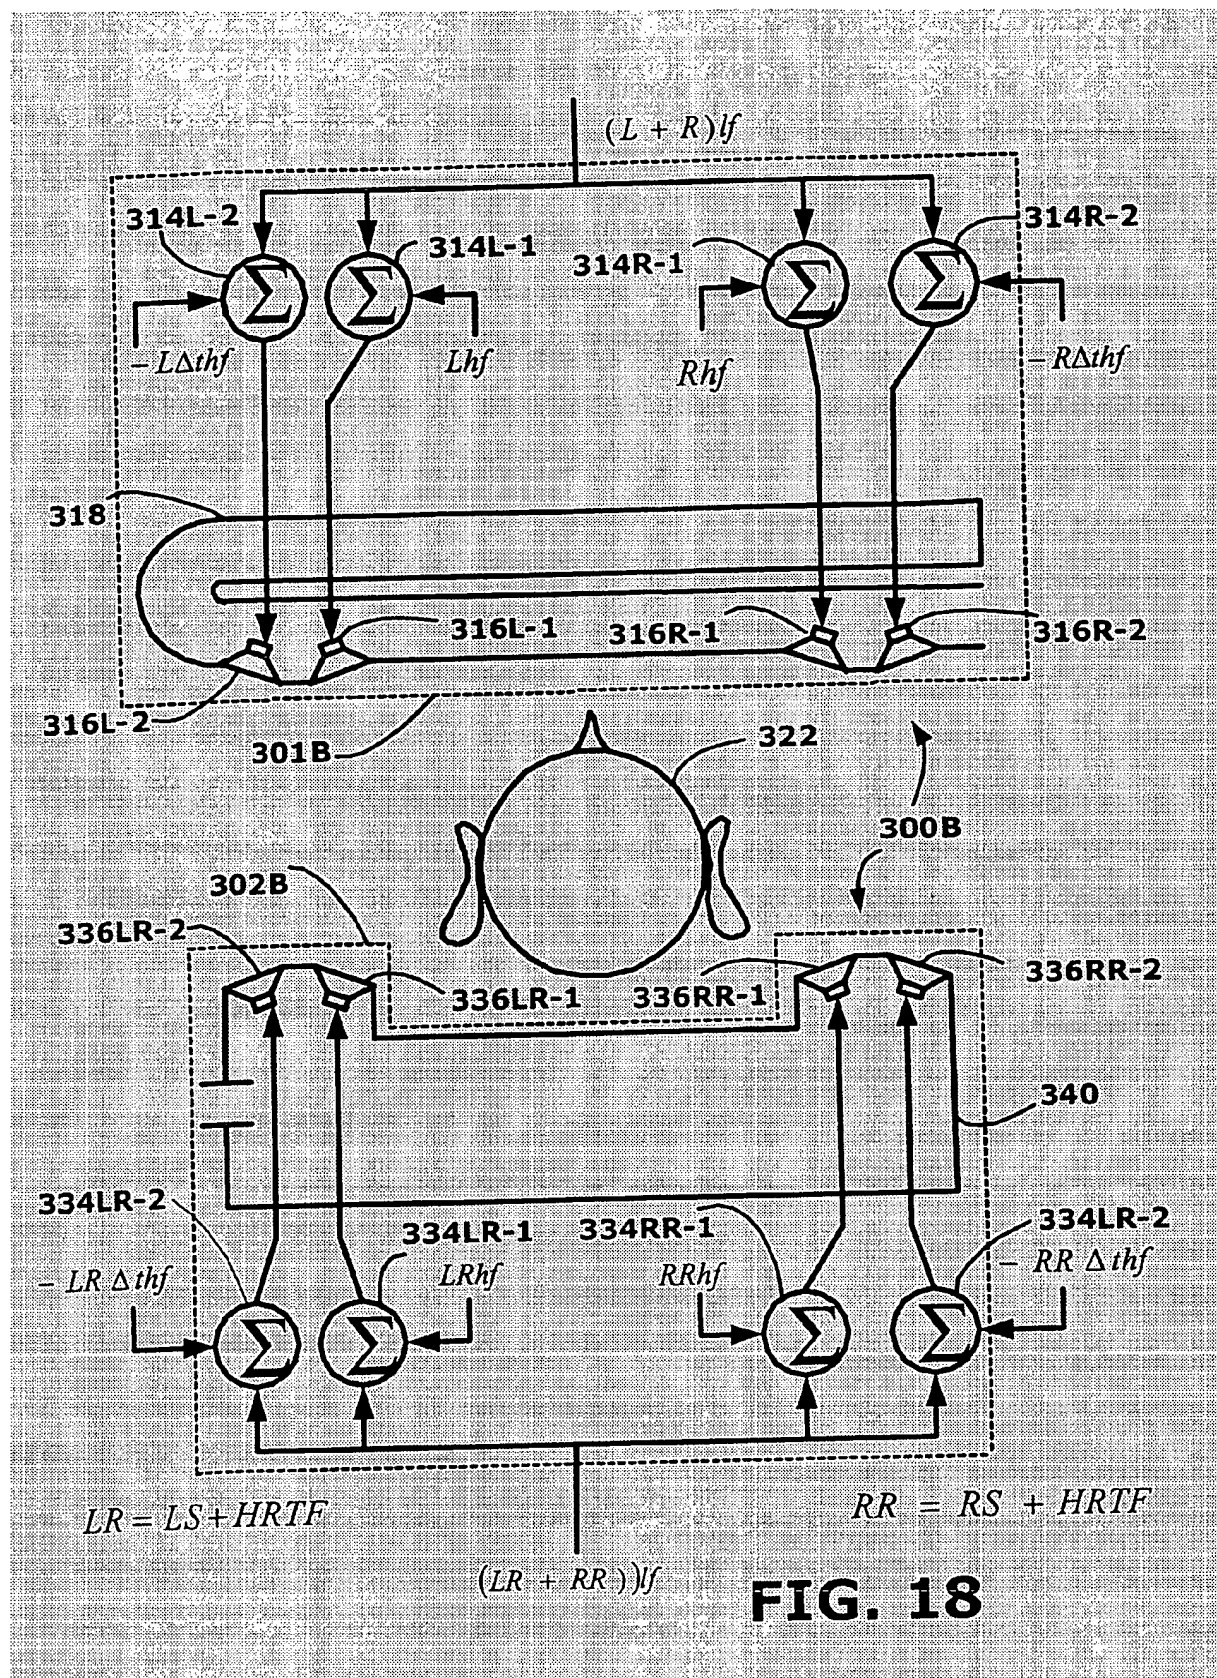 (L + R)lf
314L-2
314L-1
314R-1
314R-2
Σ
Σ
Σ
Σ
- LΔthf
Lhf
Rhf
- RΔthf
318
316L-1
316R-1
316R-2
316L-2
301B
322
300B
302B
336LR-2
336LR-1
336RR-1
336RR-2
340
334LR-2
334LR-1
334RR-1
334LR-2
- LR Δthf
LRhf
RRhf
- RR Δthf
Σ
Σ
Σ
Σ
LR = LS+HRTF
RR = RS + HRTF
(LR + RR ))lf
FIG. 18